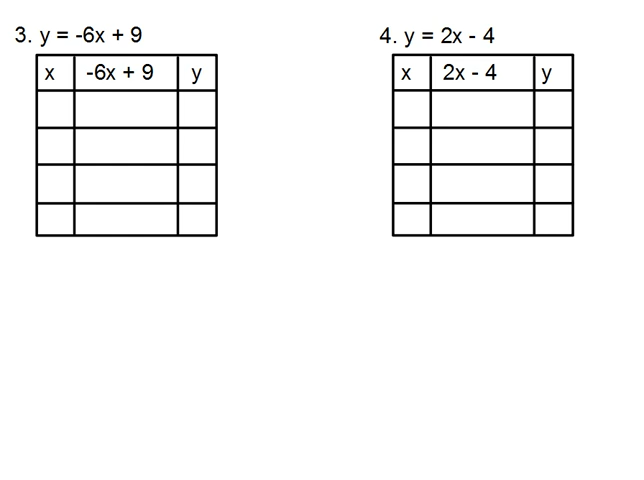 3. y = -6x + 9
x -6x + 9 y
4. y = 2x - 4
x 2x - 4 y